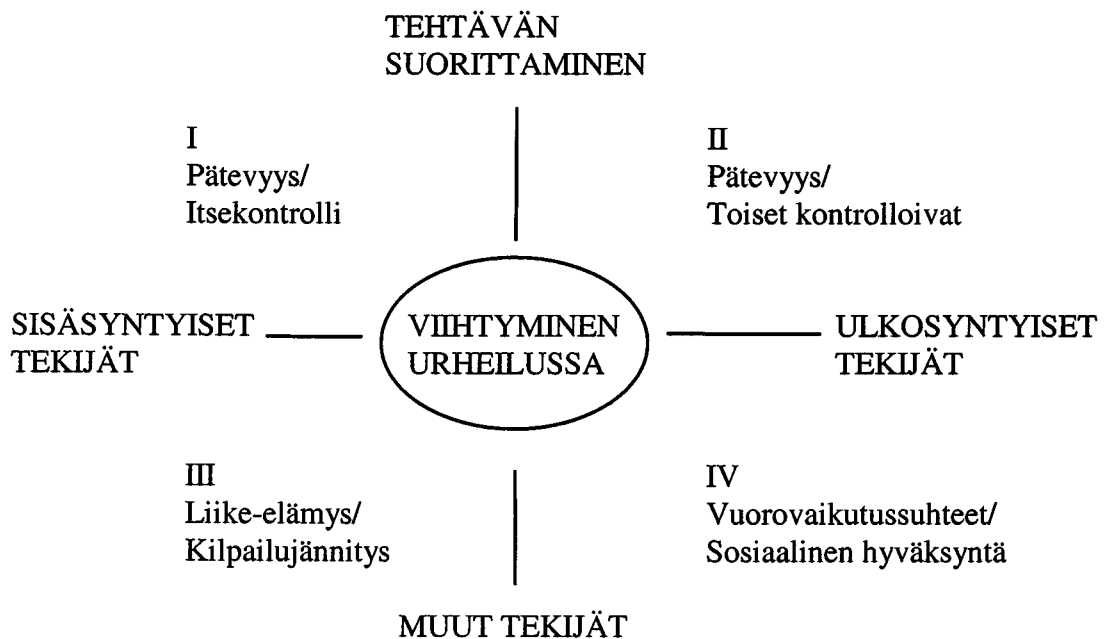 TEHTÄVÄN
SUORITTAMINEN
I
Pätevyys/
Itsekontrolli
II
Pätevyys/
Toiset kontrolloivat
SISÄSYNTYISET
TEKIJÄT
VIIHTYMINEN
URHEILUSSA
ULKOSYNTYISET
TEKIJÄT
III
Liike-elämys/
Kilpailujännitys
IV
Vuorovaikutussuhteet/
Sosiaalinen hyväksyntä
MUUT TEKIJÄT